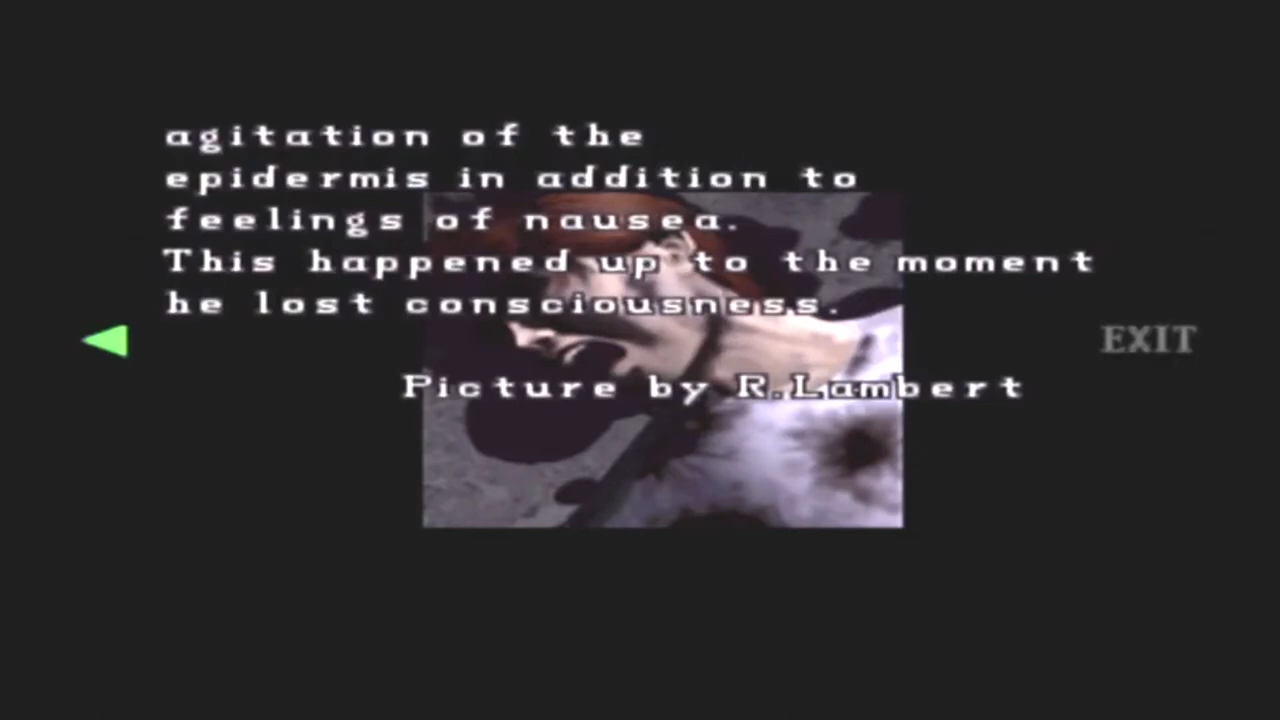 agitation of the
epidermis in addition to
feelings of nausea.
This happened up to the moment
he lost consciousness.
EXIT
Picture by R.Lambert